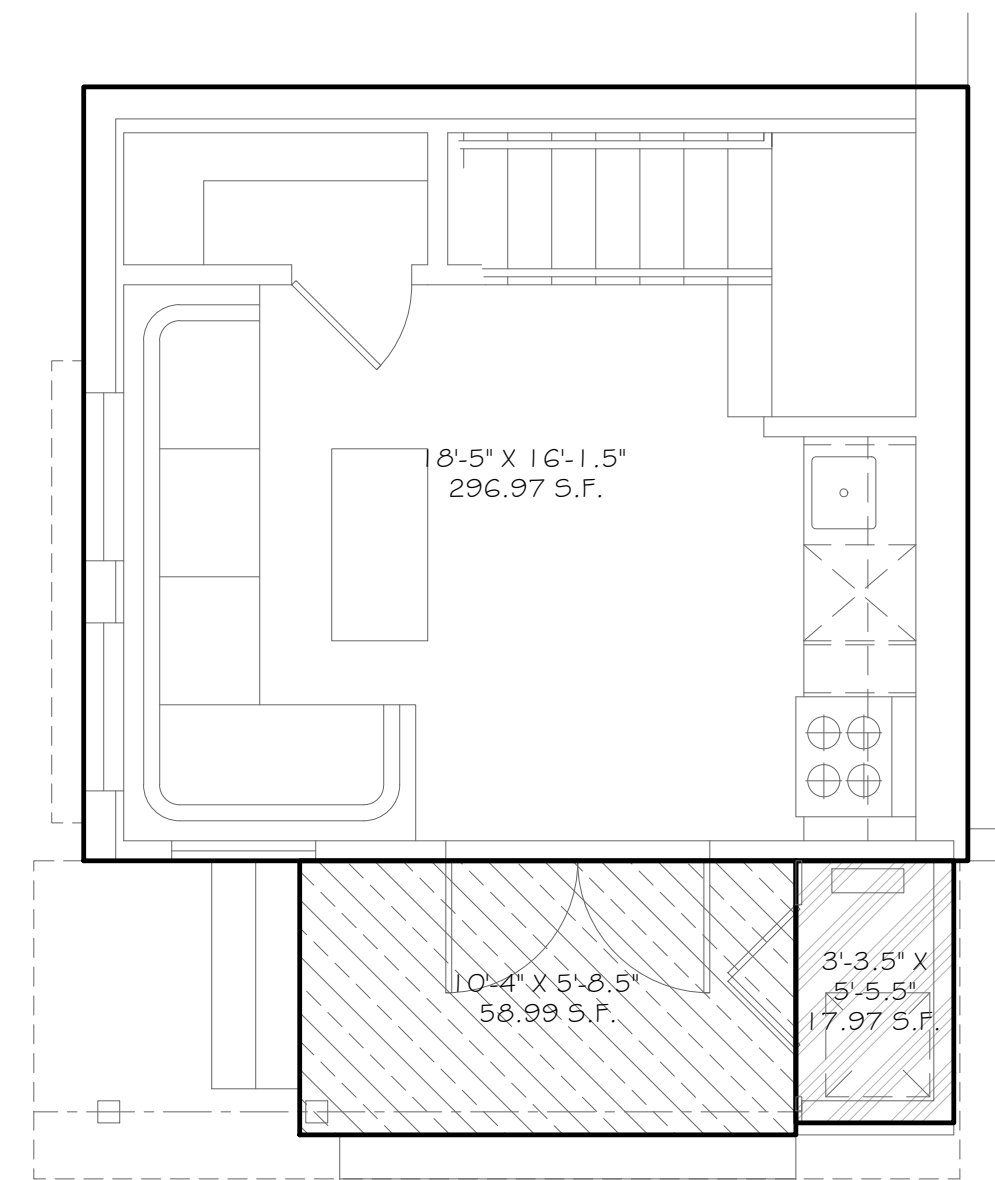 18'-5" X 16'-1.5"
296.97 S.F.
10'-4" X 5'-8.5"
58.99 S.F.
3'-3.5" X
5'-5.5"
17.97 S.F.